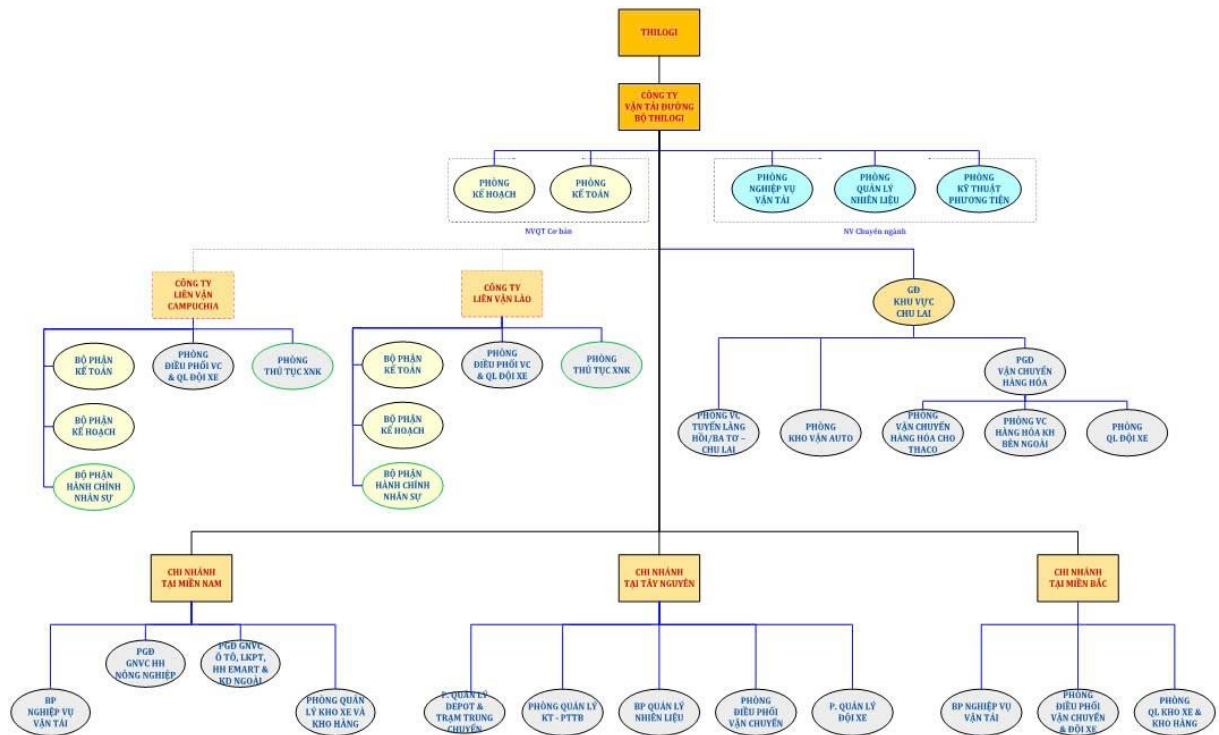 THILOGI
CÔNG TY
VẬN TẢI ĐƯỜNG
BỘ THILOGI
PHÒNG
KẾ HOẠCH
PHÒNG
KẾ TOÁN
PHÒNG
NGHIỆP VỤ
VẬN TẢI
PHÒNG
QUẢN LÝ
NHIÊN LIỆU
PHÒNG
KỸ THUẬT
PHƯƠNG TIỆN
NVQT Cơ bản
NV Chuyên ngành
CÔNG TY
LIÊN VẬN
CAMPUCHIA
CÔNG TY
LIÊN VẬN LÀO
GĐ
KHU VỰC
CHU LAI
BỘ PHẬN
KẾ TOÁN
PHÒNG
ĐIỀU PHỐI VC
& QL ĐỘI XE
PHÒNG
THỦ TỤC XNK
BỘ PHẬN
KẾ HOẠCH
BỘ PHẬN
HÀNH CHÍNH
NHÂN SỰ
BỘ PHẬN
KẾ TOÁN
PHÒNG
ĐIỀU PHỐI VC
& QL ĐỘI XE
PHÒNG
THỦ TỤC XNK
BỘ PHẬN
KẾ HOẠCH
BỘ PHẬN
HÀNH CHÍNH
NHÂN SỰ
PGĐ
VẬN CHUYỂN
HÀNG HÓA
PHÒNG VC
TUYẾN LÀNG
HỒI/BA TƠ –
CHU LAI
PHÒNG
KHO VẬN AUTO
PHÒNG
VẬN CHUYỂN
HÀNG HÓA CHO
THACO
PHÒNG VC
HÀNG HÓA KH
BÊN NGOÀI
PHÒNG
QL ĐỘI XE
CHI NHÁNH
TẠI MIỀN NAM
CHI NHÁNH
TẠI TÂY NGUYÊN
CHI NHÁNH
TẠI MIỀN BẮC
BP
NGHIỆP VỤ
VẬN TẢI
PGĐ
GNVC HH
NÔNG NGHIỆP
PGĐ GNVC
Ô TÔ, LKPT,
HH EMART &
KD NGOÀI
PHÒNG QUẢN
LÝ KHO XE VÀ
KHO HÀNG
P. QUẢN LÝ
DEPOT &
TRẠM TRUNG
CHUYỂN
PHÒNG QUẢN LÝ
KT - PTTB
BP QUẢN LÝ
NHIÊN LIỆU
PHÒNG
ĐIỀU PHỐI
VẬN CHUYỂN
P. QUẢN LÝ
ĐỘI XE
BP NGHIỆP VỤ
VẬN TẢI
PHÒNG
ĐIỀU PHỐI
VẬN CHUYỂN
& ĐỘI XE
PHÒNG
QL KHO XE &
KHO HÀNG